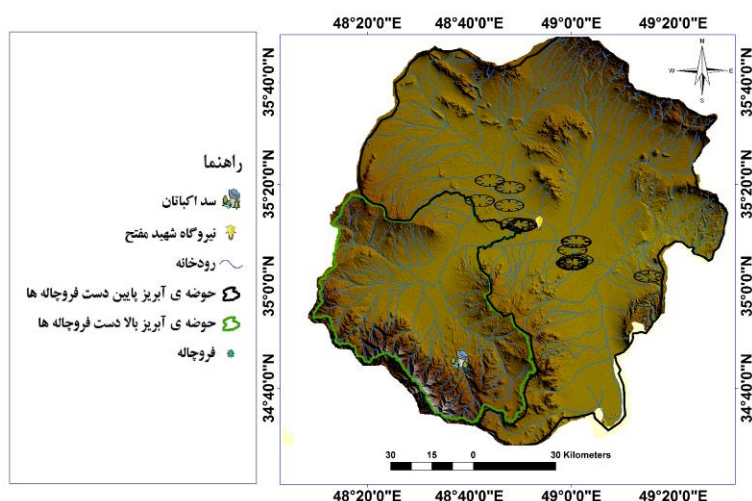 48°20'0"E 48°40'0"E 49°0'0"E 49°20'0"E
35°40'0"N 35°40'0"N
N
W E
S
راهنما
سد اکباتان
نیروگاه شهید مفتح
رودخانه
حوضه ی آبریز پایین دست فروچاله ها
حوضه ی آبریز بالا دست فروچاله ها
فروچاله
35°20'0"N 35°20'0"N
35°0'0"N 35°0'0"N
34°40'0"N 34°40'0"N
30 15 0 30 Kilometers
48°20'0"E 48°40'0"E 49°0'0"E 49°20'0"E